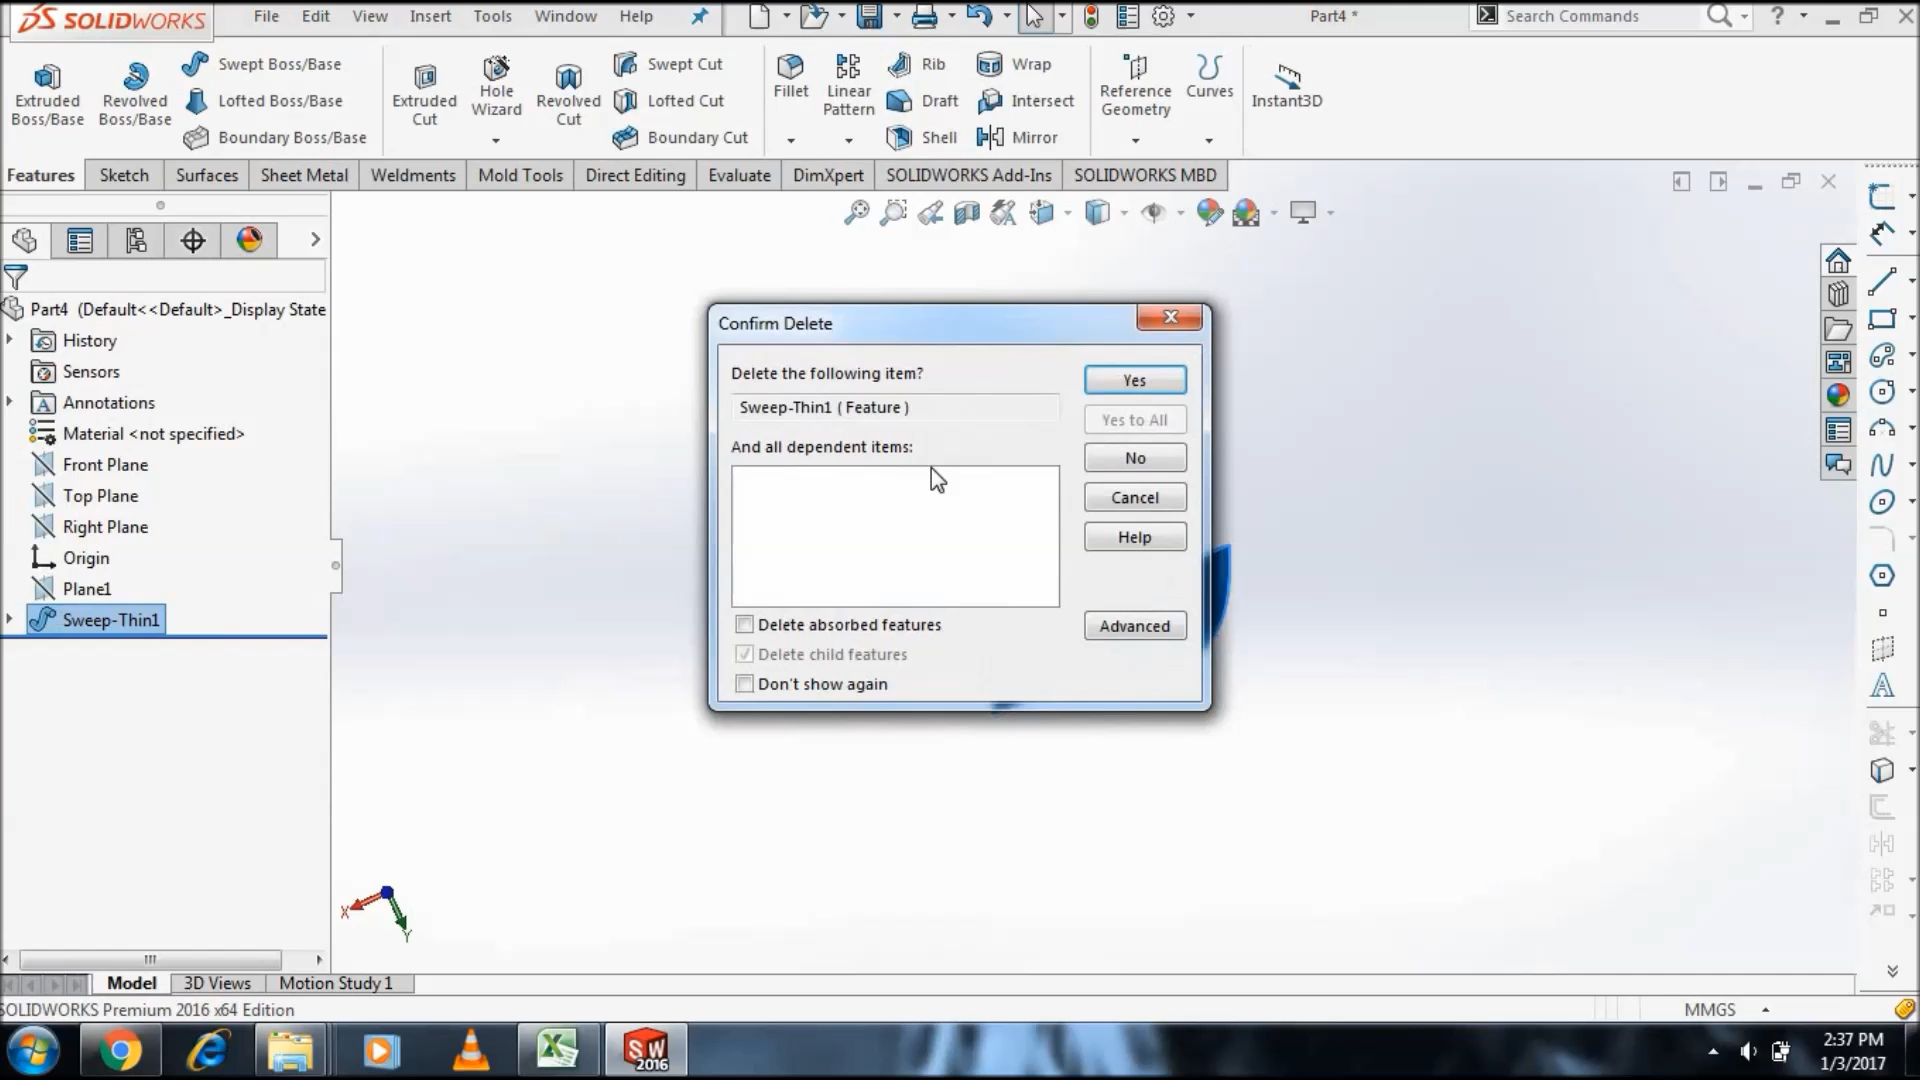 SOLIDWORKS
File Edit View Insert Tools Window Help
Part4 *
Search Commands
?
Extruded Boss/Base
Revolved Boss/Base
Swept Boss/Base
Lofted Boss/Base
Boundary Boss/Base
Extruded Cut
Hole Wizard
Revolved Cut
Swept Cut
Lofted Cut
Boundary Cut
Fillet
Linear Pattern
Rib
Draft
Shell
Wrap
Intersect
Mirror
Reference Geometry
Curves
Instant3D
Features Sketch Surfaces Sheet Metal Weldments Mold Tools Direct Editing Evaluate DimXpert SOLIDWORKS Add-Ins SOLIDWORKS MBD
Part4 (Default<<Default>_Display State
History
Sensors
Annotations
Material <not specified>
Front Plane
Top Plane
Right Plane
Origin
Plane1
Sweep-Thin1
Confirm Delete
Delete the following item?
Sweep-Thin1 ( Feature )
And all dependent items:
Delete absorbed features
Delete child features
Don't show again
Yes
Yes to All
No
Cancel
Help
Advanced
X
Y
Model 3D Views Motion Study 1
SOLIDWORKS Premium 2016 x64 Edition
MMGS
SW
2016
2:37 PM
1/3/2017